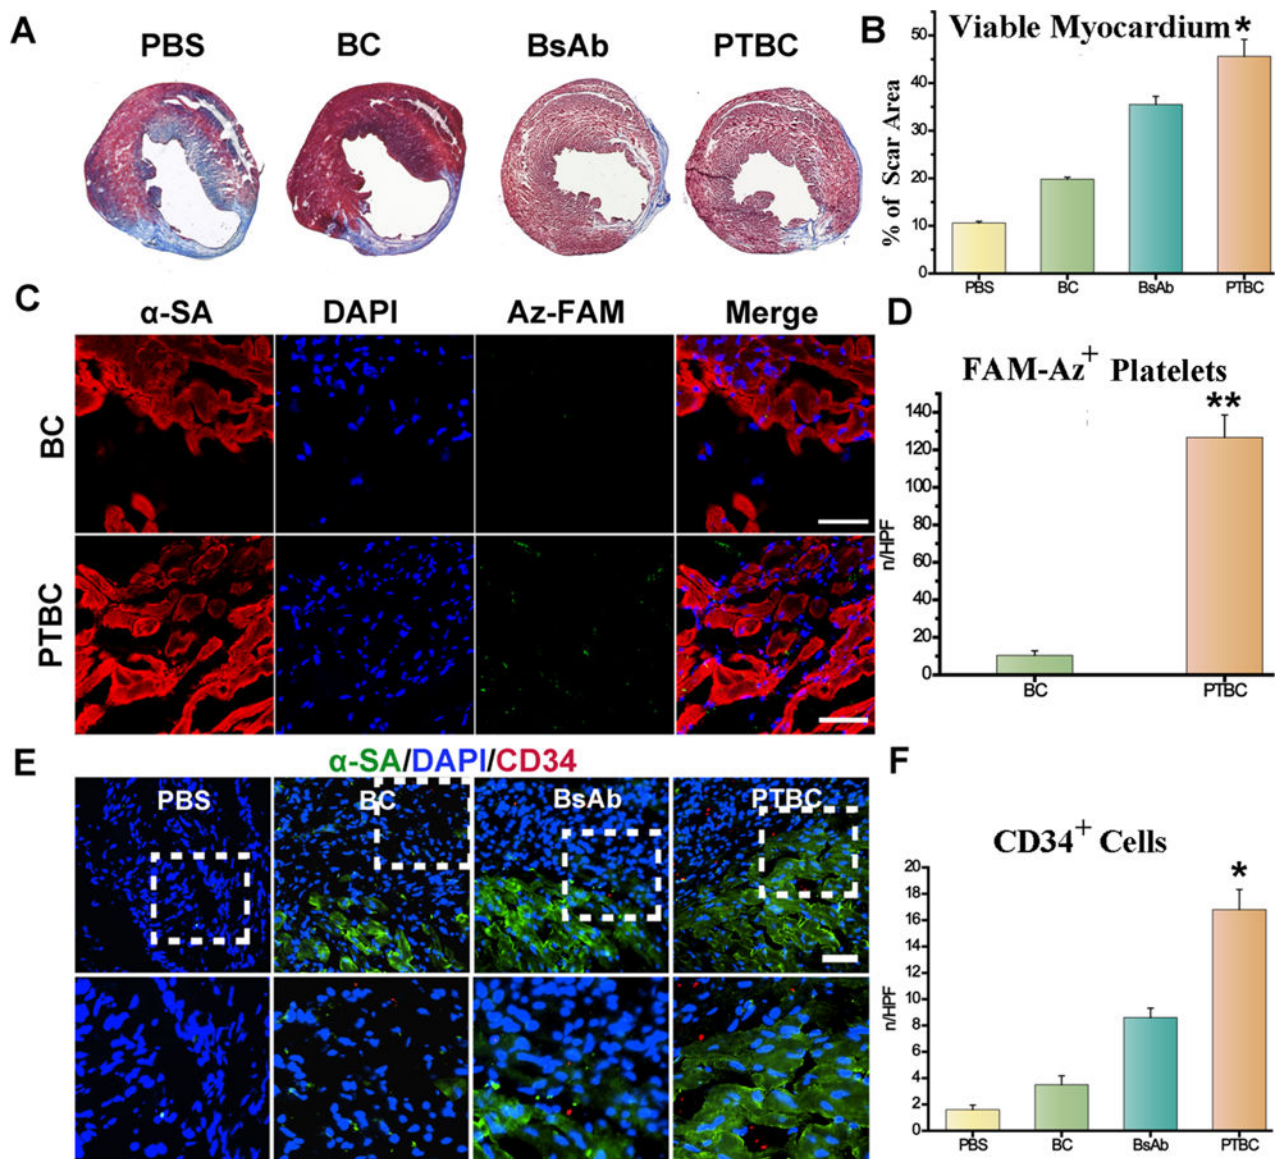 A
PBS
BC
BsAb
PTBC
B
Viable Myocardium
*
% of Scar Area
50
40
30
20
10
0
PBS
BC
BsAb
PTBC
C
α-SA
DAPI
Az-FAM
Merge
BC
PTBC
D
FAM-Az+ Platelets
**
n/HPF
140
120
100
80
60
40
20
0
BC
PTBC
E
α-SA/DAPI/CD34
PBS
BC
BsAb
PTBC
F
CD34+ Cells
*
n/HPF
20
18
16
14
12
10
8
6
4
2
0
PBS
BC
BsAb
PTBC